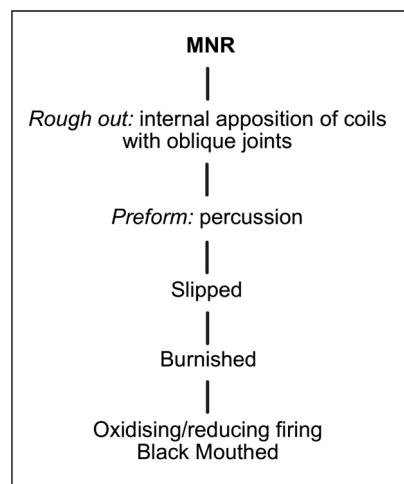 MNR
Rough out: internal apposition of coils
with oblique joints
Preform: percussion
Slipped
Burnished
Oxidising/reducing firing
Black Mouthed